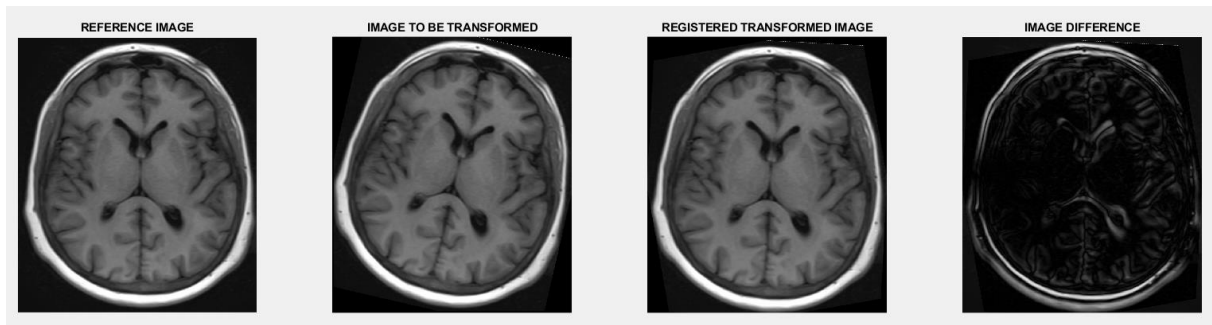 REFERENCE IMAGE
IMAGE TO BE TRANSFORMED
REGISTERED TRANSFORMED IMAGE
IMAGE DIFFERENCE